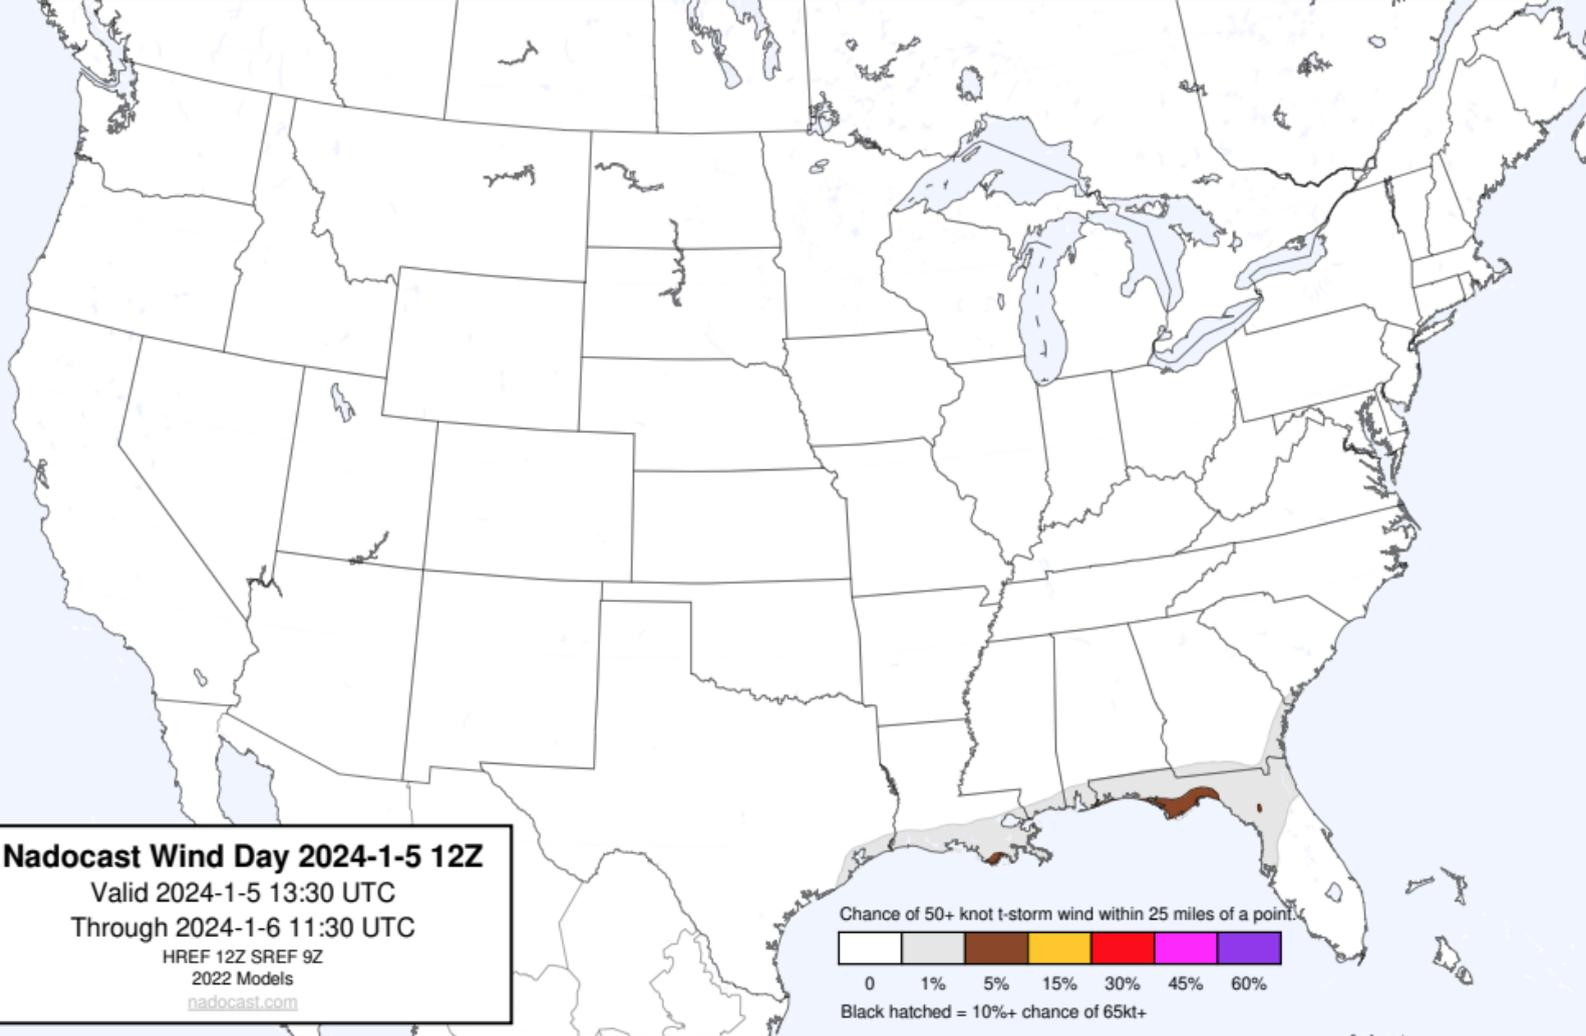 Nadocast Wind Day 2024-1-5 12Z
Valid 2024-1-5 13:30 UTC
Through 2024-1-6 11:30 UTC
HREF 12Z SREF 9Z
2022 Models
nadocast.com
Chance of 50+ knot t-storm wind within 25 miles of a point.
0 1% 5% 15% 30% 45% 60%
Black hatched = 10%+ chance of 65kt+